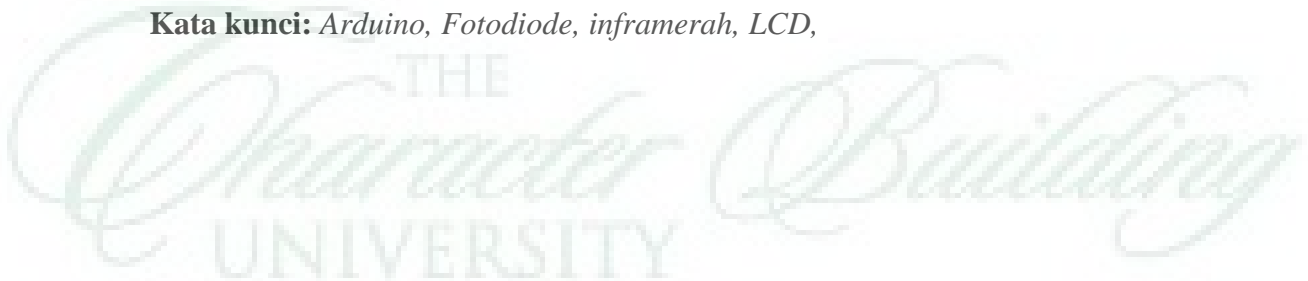 Kata kunci: Arduino, Fotodiode, inframerah, LCD,
THE
Character Building
UNIVERSITY